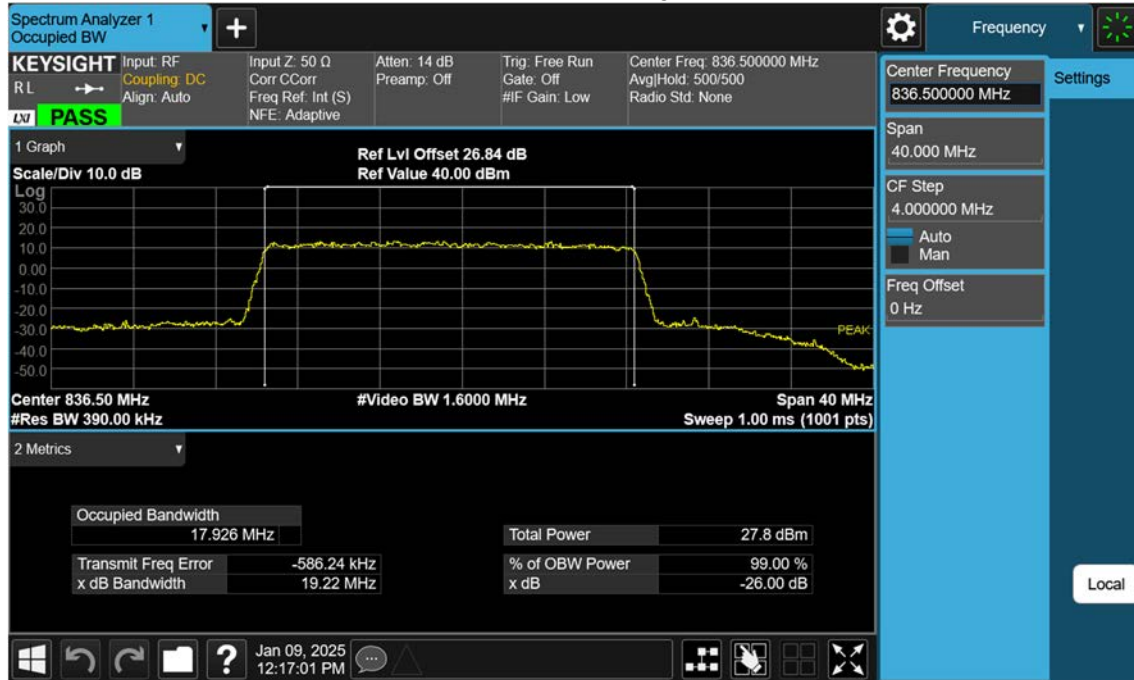 Spectrum Analyzer 1
Occupied BW
+
Frequency
KEYSIGHT
RL
LXI
PASS
Input: RF
Coupling: DC
Align: Auto
Input Z: 50 Ω
Corr CCorr
Freq Ref: Int (S)
NFE: Adaptive
Atten: 14 dB
Preamp: Off
Trig: Free Run
Gate: Off
#IF Gain: Low
Center Freq: 836.500000 MHz
Avg|Hold: 500/500
Radio Std: None
Center Frequency
836.500000 MHz
Settings
Span
40.000 MHz
CF Step
4.000000 MHz
Auto
Man
Freq Offset
0 Hz
Local
1 Graph
Scale/Div 10.0 dB
Ref Lvl Offset 26.84 dB
Ref Value 40.00 dBm
Log
30.0
20.0
10.0
0.00
-10.0
-20.0
-30.0
-40.0
-50.0
PEAK
Center 836.50 MHz
#Video BW 1.6000 MHz
Span 40 MHz
#Res BW 390.00 kHz
Sweep 1.00 ms (1001 pts)
2 Metrics
Occupied Bandwidth
17.926 MHz
Total Power 27.8 dBm
Transmit Freq Error -586.24 kHz
% of OBW Power 99.00 %
x dB Bandwidth 19.22 MHz
x dB -26.00 dB
?
Jan 09, 2025
12:17:01 PM